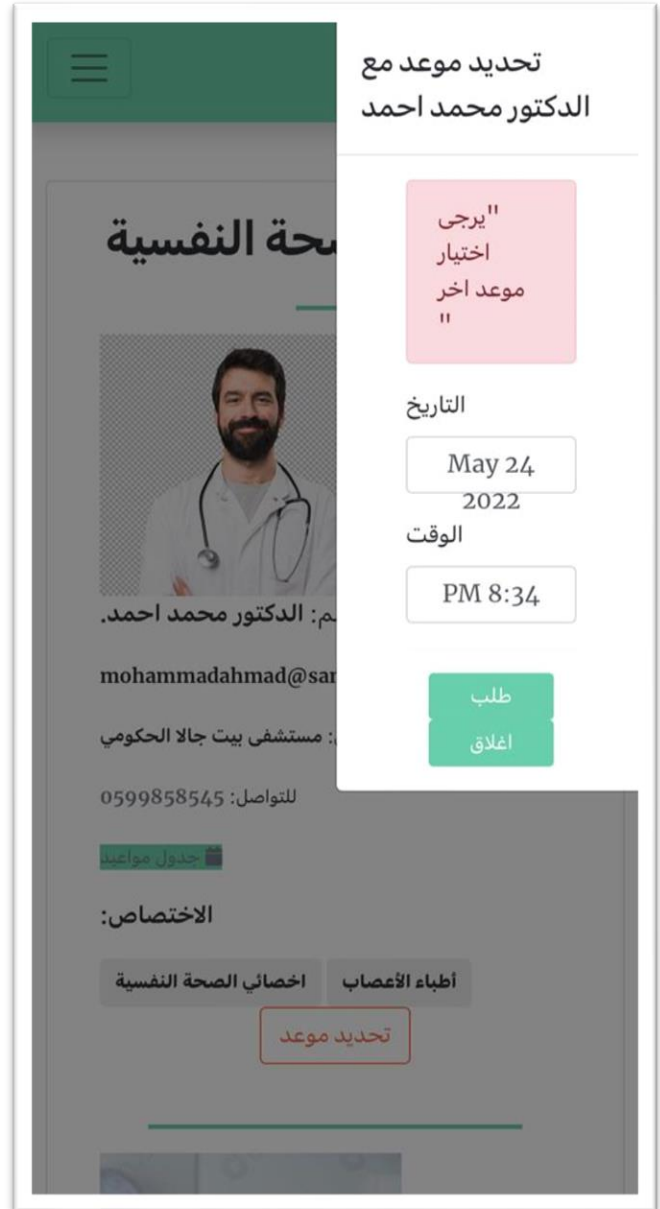 تحديد موعد مع
الدكتور محمد احمد
"يرجى
اختيار
موعد اخر
"
التاريخ
May 24
2022
الوقت
PM 8:34
طلب
اغلاق
حة النفسية
م: الدكتور محمد احمد.
mohammadahmad@sar
: مستشفى بيت جالا الحكومي
للتواصل: 0599858545
جدول مواعيد
الاختصاص:
أطباء الأعصاب
اخصائي الصحة النفسية
تحديد موعد